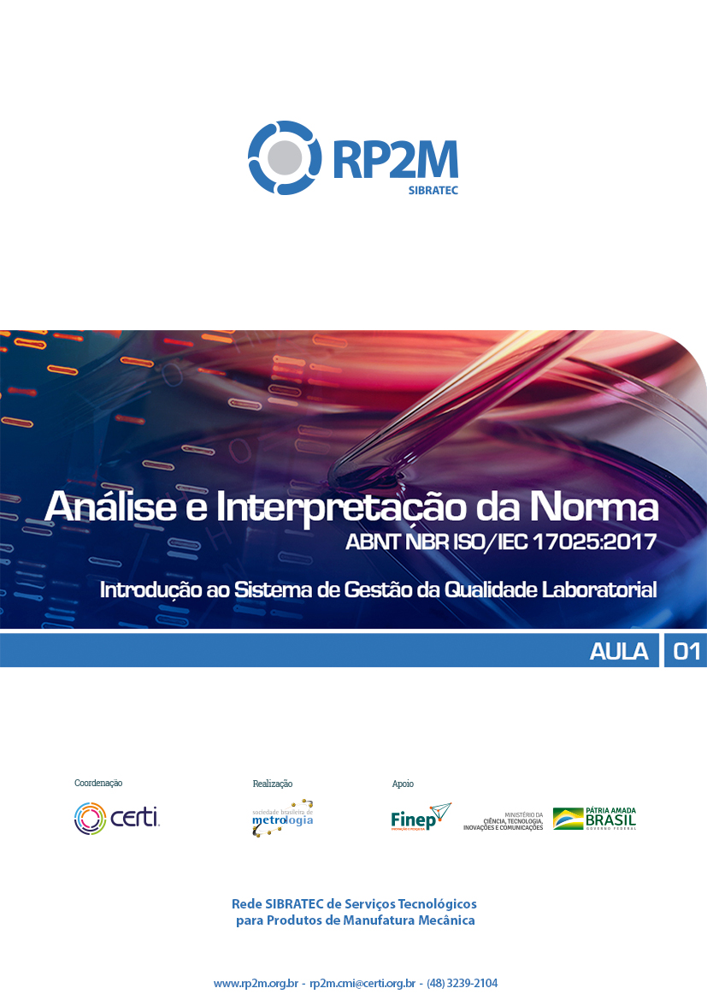 RP2M
SIBRATEC
Análise e Interpretação da Norma
ABNT NBR ISO/IEC 17025:2017
Introdução ao Sistema de Gestão da Qualidade Laboratorial
AULA 01
Coordenação
Realização
Apoio
certi
sociedade brasileira de
metrologia
Finep
INOVAÇÃO E PESQUISA
MINISTÉRIO DA
CIÊNCIA, TECNOLOGIA,
INOVAÇÕES E COMUNICAÇÕES
PÁTRIA AMADA
BRASIL
GOVERNO FEDERAL
Rede SIBRATEC de Serviços Tecnológicos
para Produtos de Manufatura Mecânica
www.rp2m.org.br - rp2m.cmi@certi.org.br - (48) 3239-2104